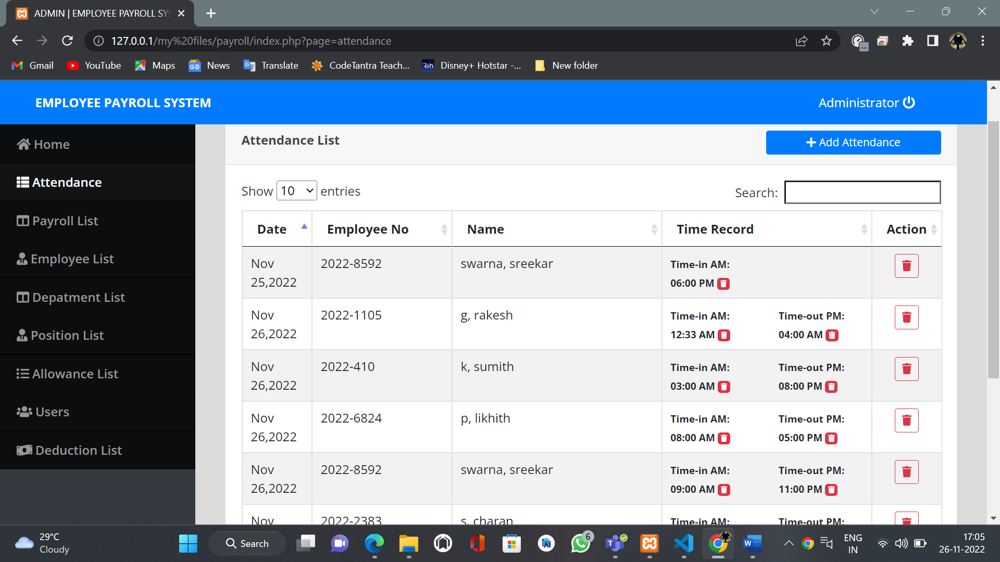 ADMIN | EMPLOYEE PAYROLL SYS
127.0.0.1/my%20files/payroll/index.php?page=attendance
Gmail YouTube Maps News Translate CodeTantra Teach... Disney+ Hotstar -... New folder
EMPLOYEE PAYROLL SYSTEM Administrator
Home
Attendance
Payroll List
Employee List
Depatment List
Position List
Allowance List
Users
Deduction List
Attendance List Add Attendance
Show 10 entries Search:
Date Employee No Name Time Record Action
Nov 25,2022 2022-8592 swarna, sreekar Time-in AM: 06:00 PM
Nov 26,2022 2022-1105 g, rakesh Time-in AM: 12:33 AM Time-out PM: 04:00 AM
Nov 26,2022 2022-410 k, sumith Time-in AM: 03:00 AM Time-out PM: 08:00 PM
Nov 26,2022 2022-6824 p, likhith Time-in AM: 08:00 AM Time-out PM: 05:00 PM
Nov 26,2022 2022-8592 swarna, sreekar Time-in AM: 09:00 AM Time-out PM: 11:00 PM
Nov 2022-2383 s, charan Time-in AM: Time-out PM:
29°C
Cloudy
Search
6
ENG
IN
17:05
26-11-2022